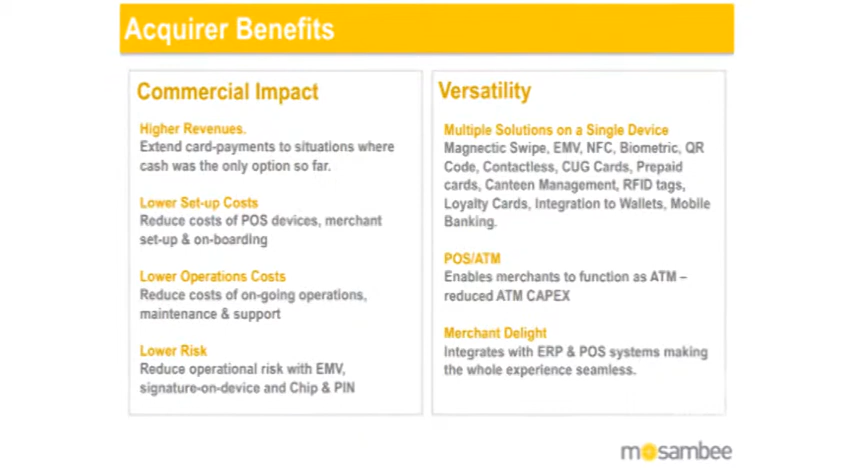 Acquirer Benefits
Commercial Impact
Higher Revenues.
Extend card-payments to situations where
cash was the only option so far.
Lower Set-up Costs
Reduce costs of POS devices, merchant
set-up & on-boarding
Lower Operations Costs
Reduce costs of on-going operations,
maintenance & support
Lower Risk
Reduce operational risk with EMV,
signature-on-device and Chip & PIN
Versatility
Multiple Solutions on a Single Device
Magnectic Swipe, EMV, NFC, Biometric, QR
Code, Contactless, CUG Cards, Prepaid
cards, Canteen Management, RFID tags,
Loyalty Cards, Integration to Wallets, Mobile
Banking.
POS/ATM
Enables merchants to function as ATM –
reduced ATM CAPEX
Merchant Delight
Integrates with ERP & POS systems making
the whole experience seamless.
mosambee